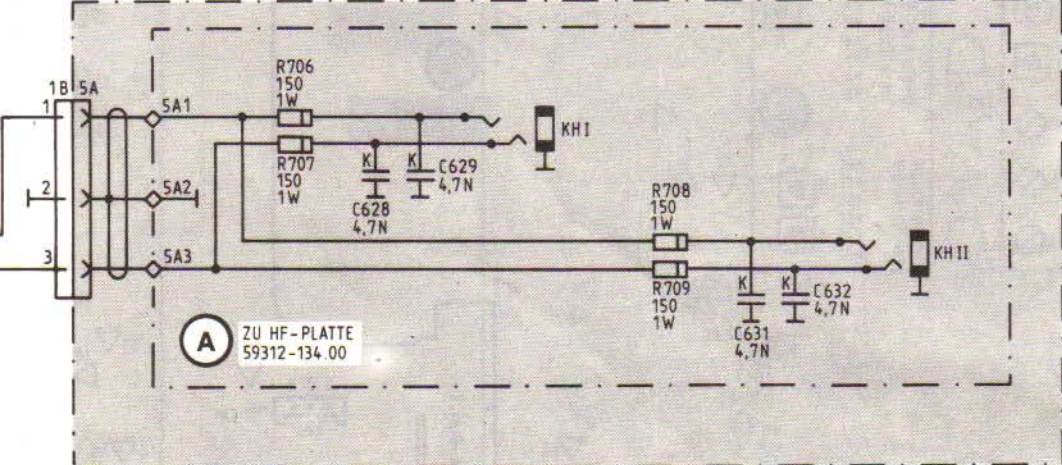 1B 5A
1
5A1
R706
150
1W
KH I
R707
150
1W
K
K
C629
4,7N
C628
4,7N
2
5A2
3
5A3
R708
150
1W
KH II
R709
150
1W
K
K
C632
4,7N
C631
4,7N
A
ZU HF-PLATTE
59312-134.00